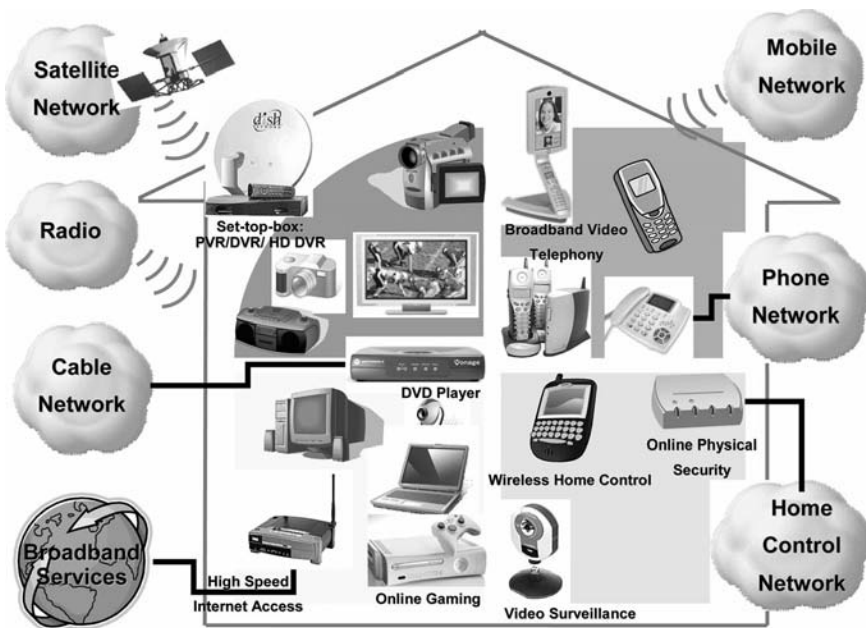 Satellite
Network
Mobile
Network
dish
Set-top-box:
PVR/DVR/ HD DVR
Broadband Video
Telephony
Radio
Phone
Network
Cable
Network
Vonage
DVD Player
Wireless Home Control
Online Physical
Security
Broadband
Services
High Speed
Internet Access
Online Gaming
Video Surveillance
Home
Control
Network